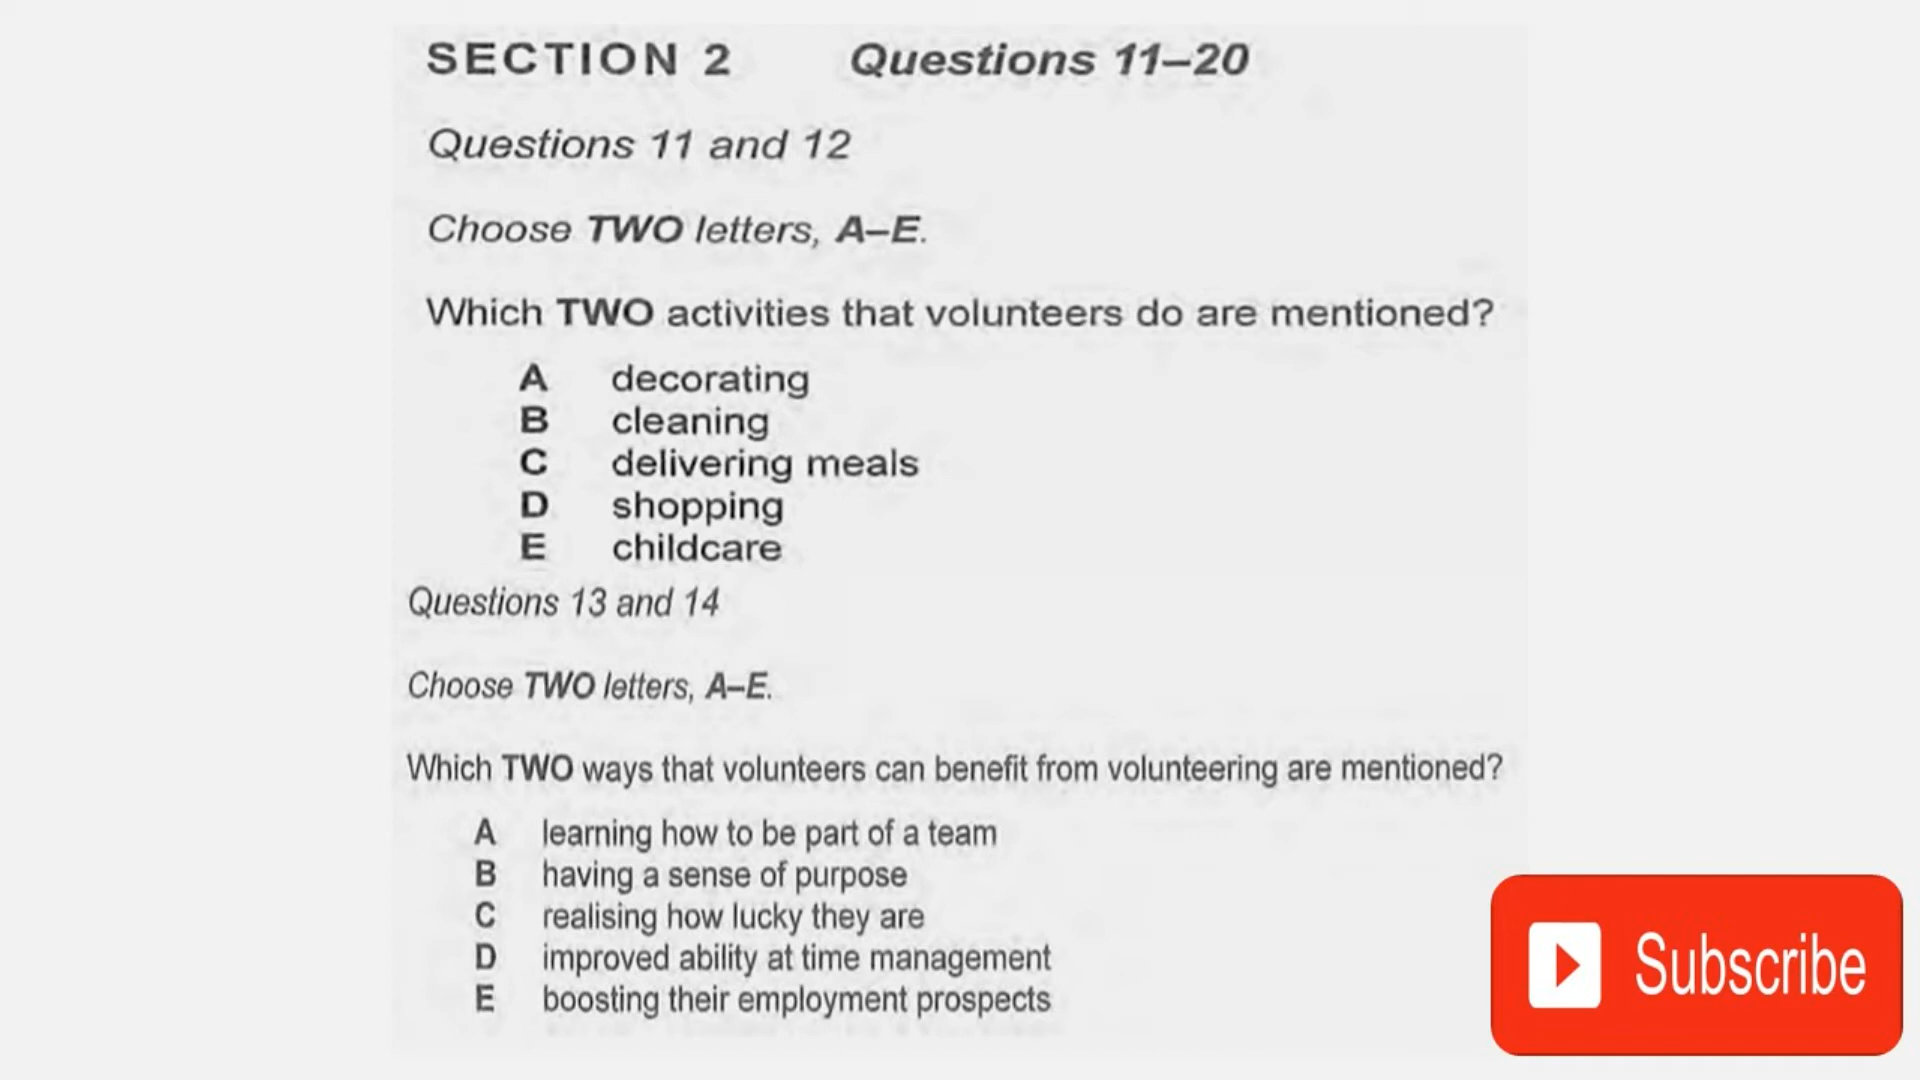 SECTION 2 Questions 11–20
Questions 11 and 12
Choose TWO letters, A–E.
Which TWO activities that volunteers do are mentioned?
A decorating
B cleaning
C delivering meals
D shopping
E childcare
Questions 13 and 14
Choose TWO letters, A–E.
Which TWO ways that volunteers can benefit from volunteering are mentioned?
A learning how to be part of a team
B having a sense of purpose
C realising how lucky they are
D improved ability at time management
E boosting their employment prospects
Subscribe